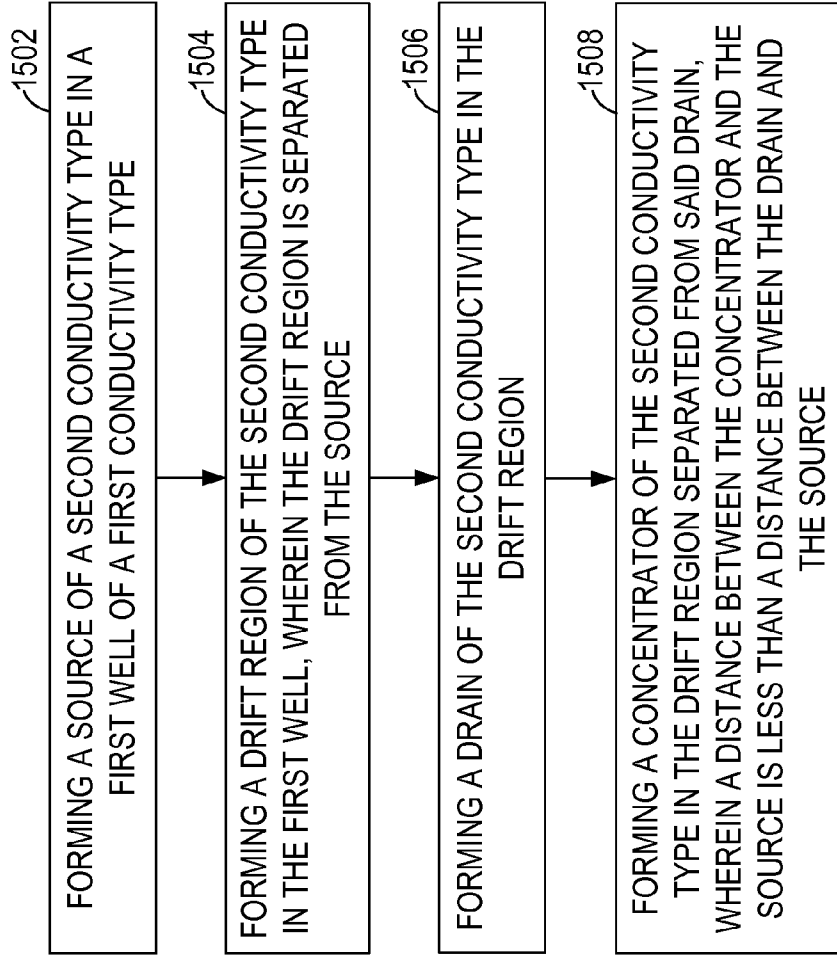 1502
FORMING A SOURCE OF A SECOND CONDUCTIVITY TYPE IN A
FIRST WELL OF A FIRST CONDUCTIVITY TYPE
1504
FORMING A DRIFT REGION OF THE SECOND CONDUCTIVITY TYPE
IN THE FIRST WELL, WHEREIN THE DRIFT REGION IS SEPARATED
FROM THE SOURCE
1506
FORMING A DRAIN OF THE SECOND CONDUCTIVITY TYPE IN THE
DRIFT REGION
1508
FORMING A CONCENTRATOR OF THE SECOND CONDUCTIVITY
TYPE IN THE DRIFT REGION SEPARATED FROM SAID DRAIN,
WHEREIN A DISTANCE BETWEEN THE CONCENTRATOR AND THE
SOURCE IS LESS THAN A DISTANCE BETWEEN THE DRAIN AND
THE SOURCE